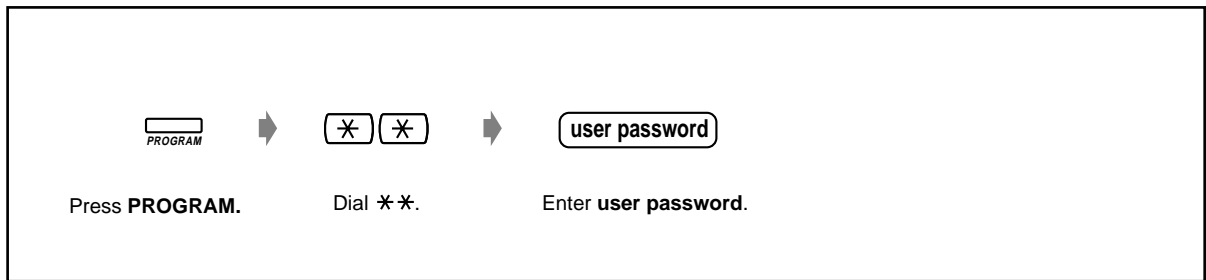 PROGRAM
✱ ✱
user password
Press PROGRAM.
Dial ✱✱.
Enter user password.